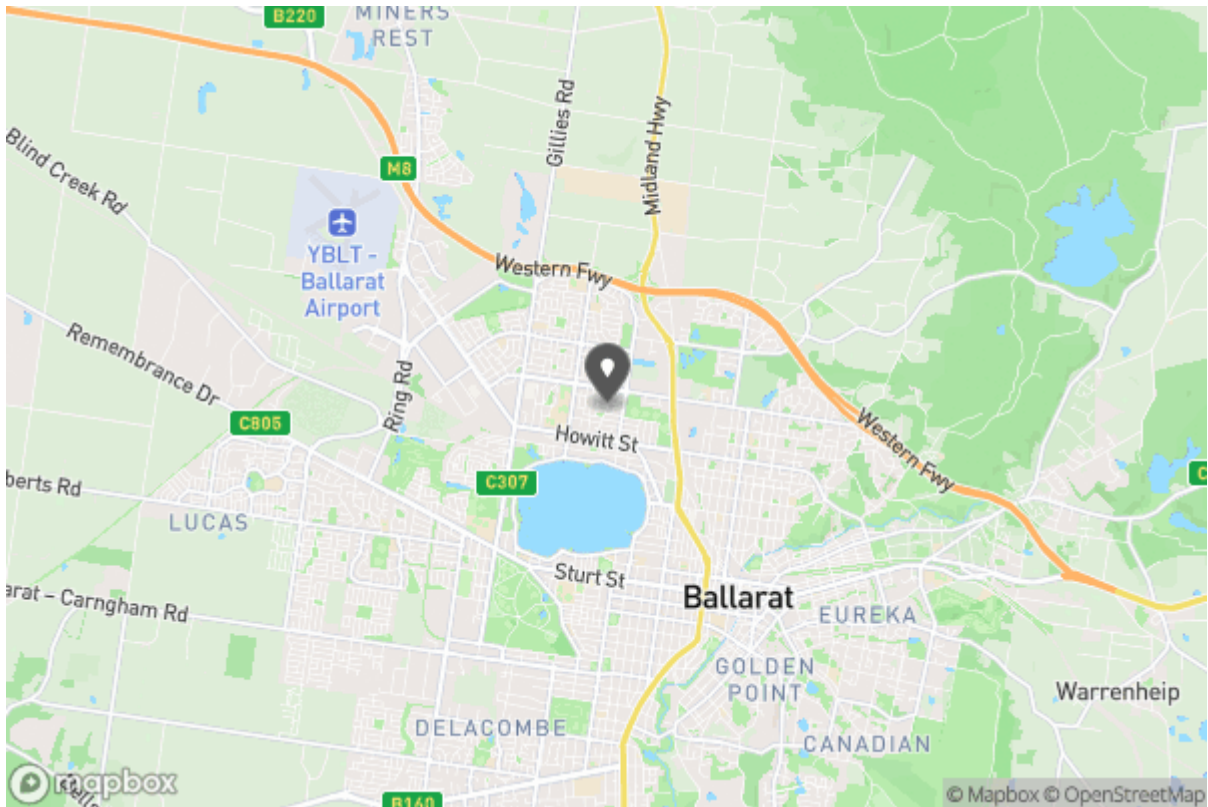 B220
MINERS
REST
Gillies Rd
Midland Hwy
Blind Creek Rd
M8
YBLT -
Ballarat
Airport
Western Fwy
Remembrance Dr
Ring Rd
C805
Howitt St
Western Fwy
C307
berts Rd
LUCAS
Sturt St
Ballarat
EUREKA
arat – Carngham Rd
GOLDEN
POINT
Warrenheip
DELACOMBE
CANADIAN
mapbox
B140
© Mapbox © OpenStreetMap